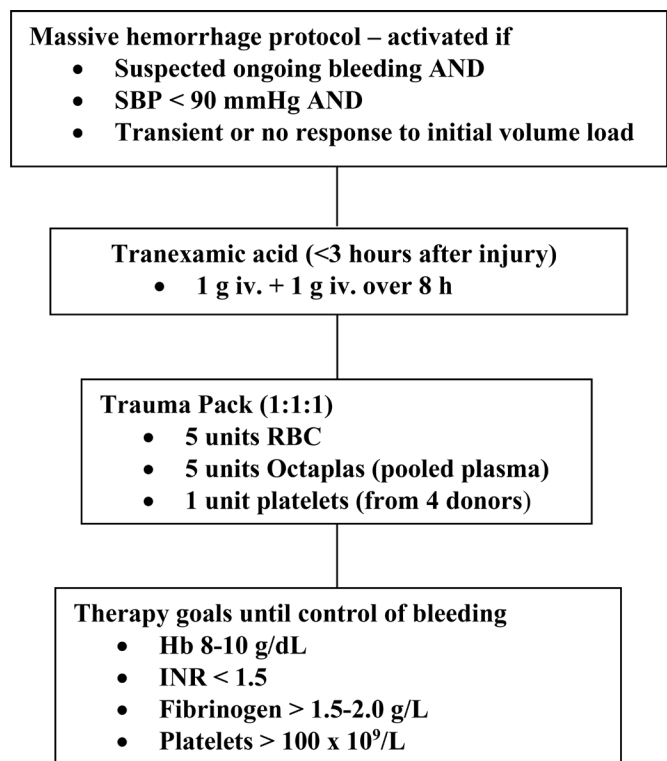 Massive hemorrhage protocol – activated if
• Suspected ongoing bleeding AND
• SBP < 90 mmHg AND
• Transient or no response to initial volume load
Tranexamic acid (<3 hours after injury)
• 1 g iv. + 1 g iv. over 8 h
Trauma Pack (1:1:1)
• 5 units RBC
• 5 units Octaplas (pooled plasma)
• 1 unit platelets (from 4 donors)
Therapy goals until control of bleeding
• Hb 8-10 g/dL
• INR < 1.5
• Fibrinogen > 1.5-2.0 g/L
• Platelets > 100 x 10⁹/L